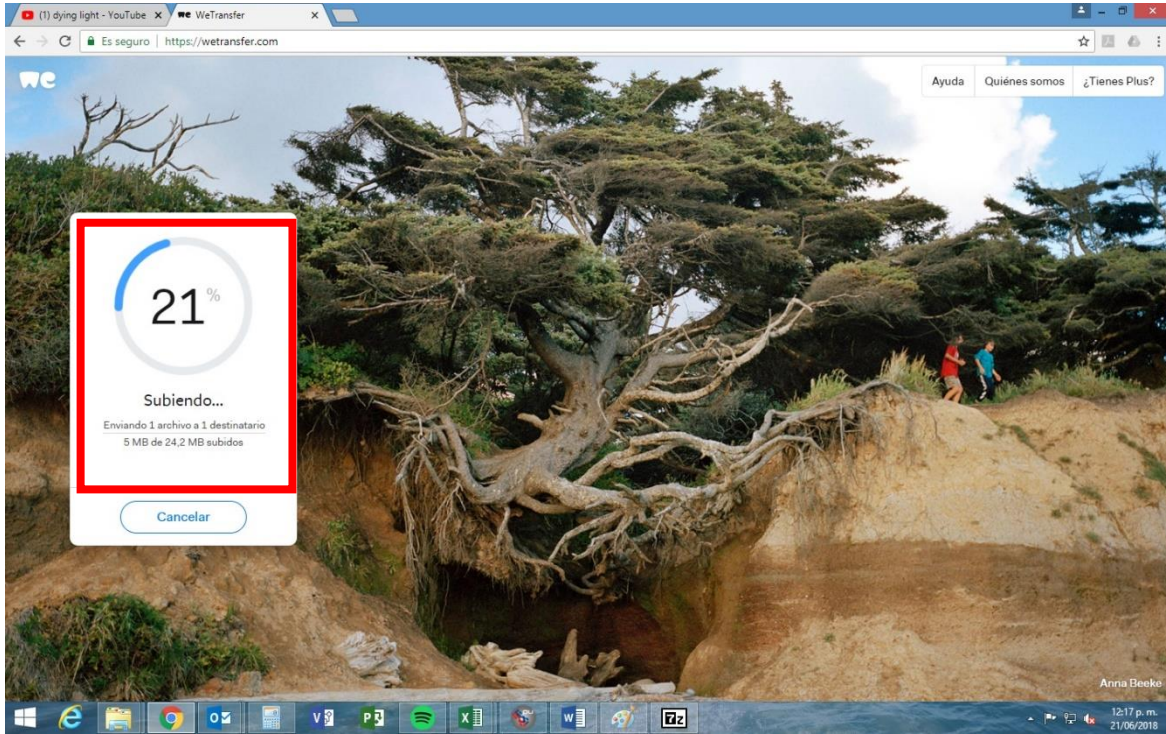 (1) dying light - YouTube
WeTransfer
Es seguro
https://wetransfer.com
we
Ayuda
Quiénes somos
¿Tienes Plus?
21%
Subiendo...
Enviando 1 archivo a 1 destinatario
5 MB de 24,2 MB subidos
Cancelar
Anna Beeke
12:17 p. m.
21/06/2018